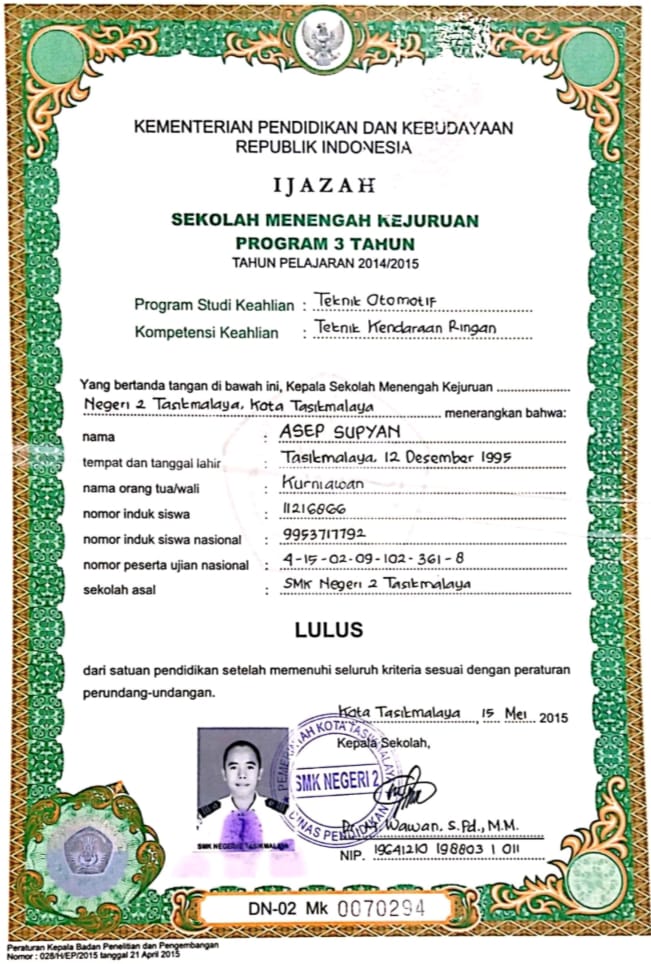 KEMENTERIAN PENDIDIKAN DAN KEBUDAYAAN
REPUBLIK INDONESIA
IJAZAH
SEKOLAH MENENGAH KEJURUAN
PROGRAM 3 TAHUN
TAHUN PELAJARAN 2014/2015
Program Studi Keahlian : Teknik Otomotif
Kompetensi Keahlian : Teknik Kendaraan Ringan
Yang bertanda tangan di bawah ini, Kepala Sekolah Menengah Kejuruan
Negeri 2 Tasikmalaya, Kota Tasikmalaya menerangkan bahwa:
nama : ASEP SUPYAN
tempat dan tanggal lahir : Tasikmalaya, 12 Desember 1995
nama orang tua/wali : Kurniawan
nomor induk siswa : 11216866
nomor induk siswa nasional : 9953717792
nomor peserta ujian nasional : 4-15-02-09-102-361-8
sekolah asal : SMK Negeri 2 Tasikmalaya
LULUS
dari satuan pendidikan setelah memenuhi seluruh kriteria sesuai dengan peraturan
perundang-undangan.
Kota Tasikmalaya, 15 Mei 2015
Kepala Sekolah,
PEMERINTAH KOTA TASIKMALAYA
SMK NEGERI 2
DINAS PENDIDIKAN
Wawan, S.Pd., M.M.
NIP. 19641210 198803 1 011
SMK NEGERI 2 TASIKMALAYA
DN-02 Mk 0070294
Peraturan Kepala Badan Penelitian dan Pengembangan
Nomor : 028/H/EP/2015 tanggal 21 April 2015